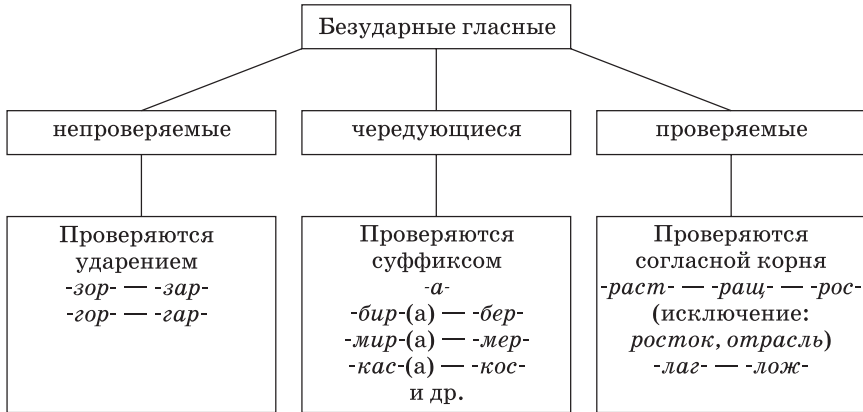 Безударные гласные
непроверяемые
чередующиеся
проверяемые
Проверяются
ударением
-зор- — -зар-
-гор- — -гар-
Проверяются
суффиксом
-а-
-бир-(а) — -бер-
-мир-(а) — -мер-
-кас-(а) — -кос-
и др.
Проверяются
согласной корня
-раст- — -ращ- — -рос-
(исключение:
росток, отрасль)
-лаг- — -лож-